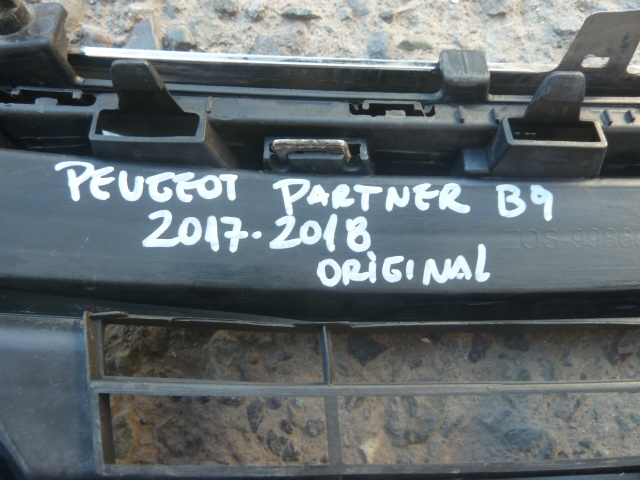 PEUGEOT PARTNER B9
2017-2018
ORIGINAL